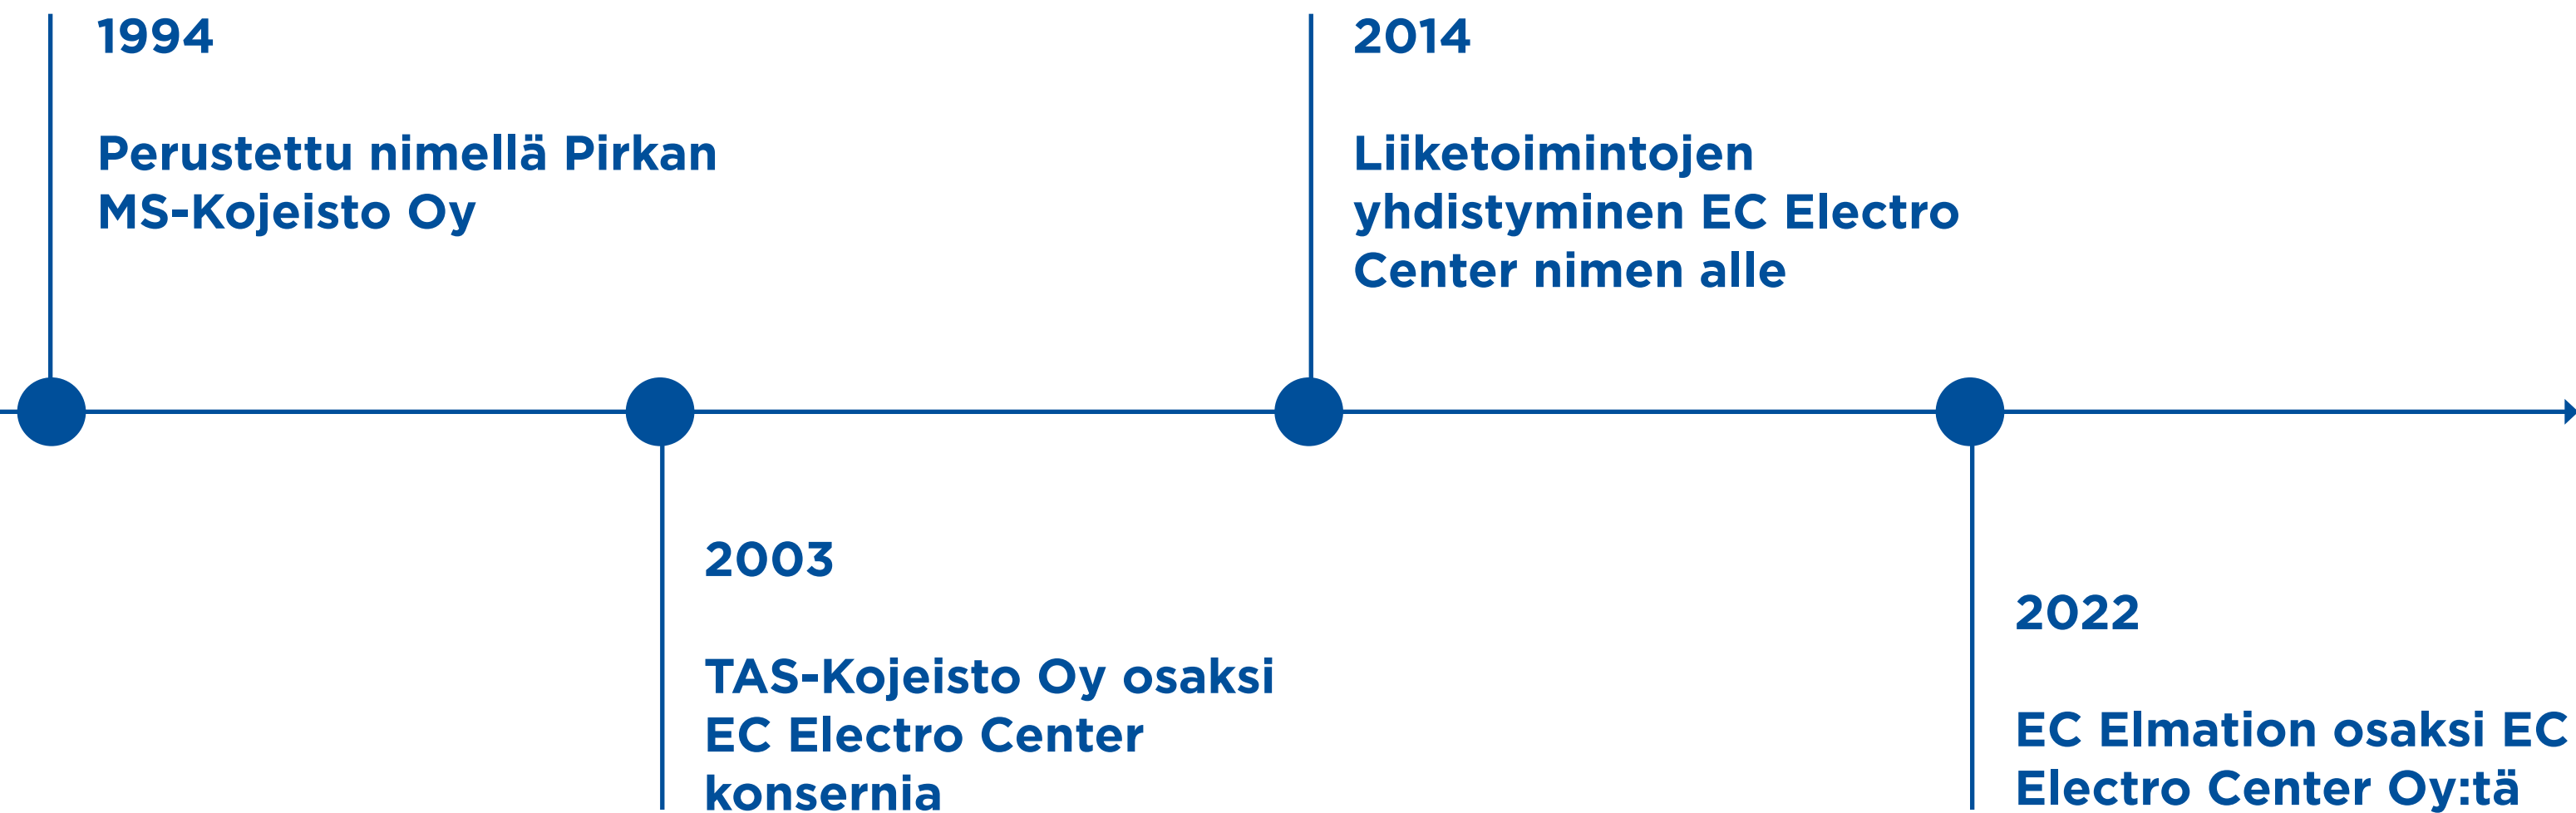 1994
Perustettu nimellä Pirkan
MS-Kojeisto Oy
2003
TAS-Kojeisto Oy osaksi
EC Electro Center
konsernia
2014
Liiketoimintojen
yhdistyminen EC Electro
Center nimen alle
2022
EC Elmation osaksi EC
Electro Center Oy:tä